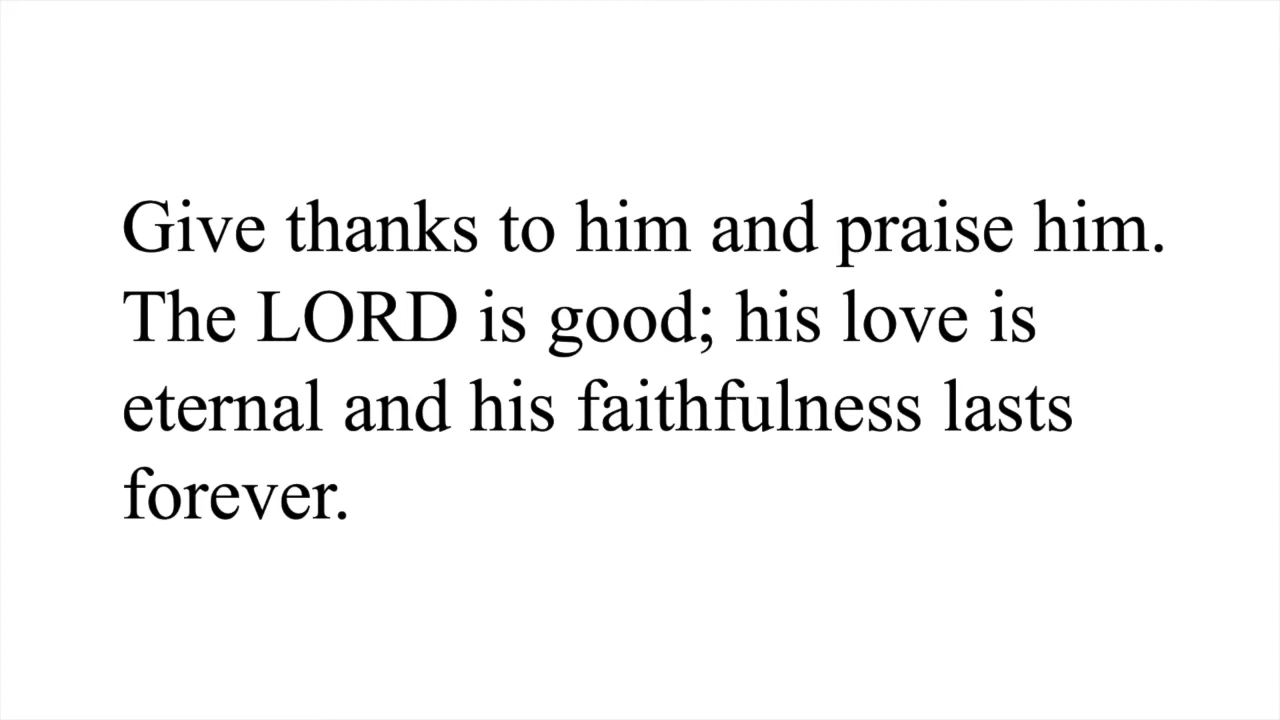 Give thanks to him and praise him.
The LORD is good; his love is
eternal and his faithfulness lasts
forever.